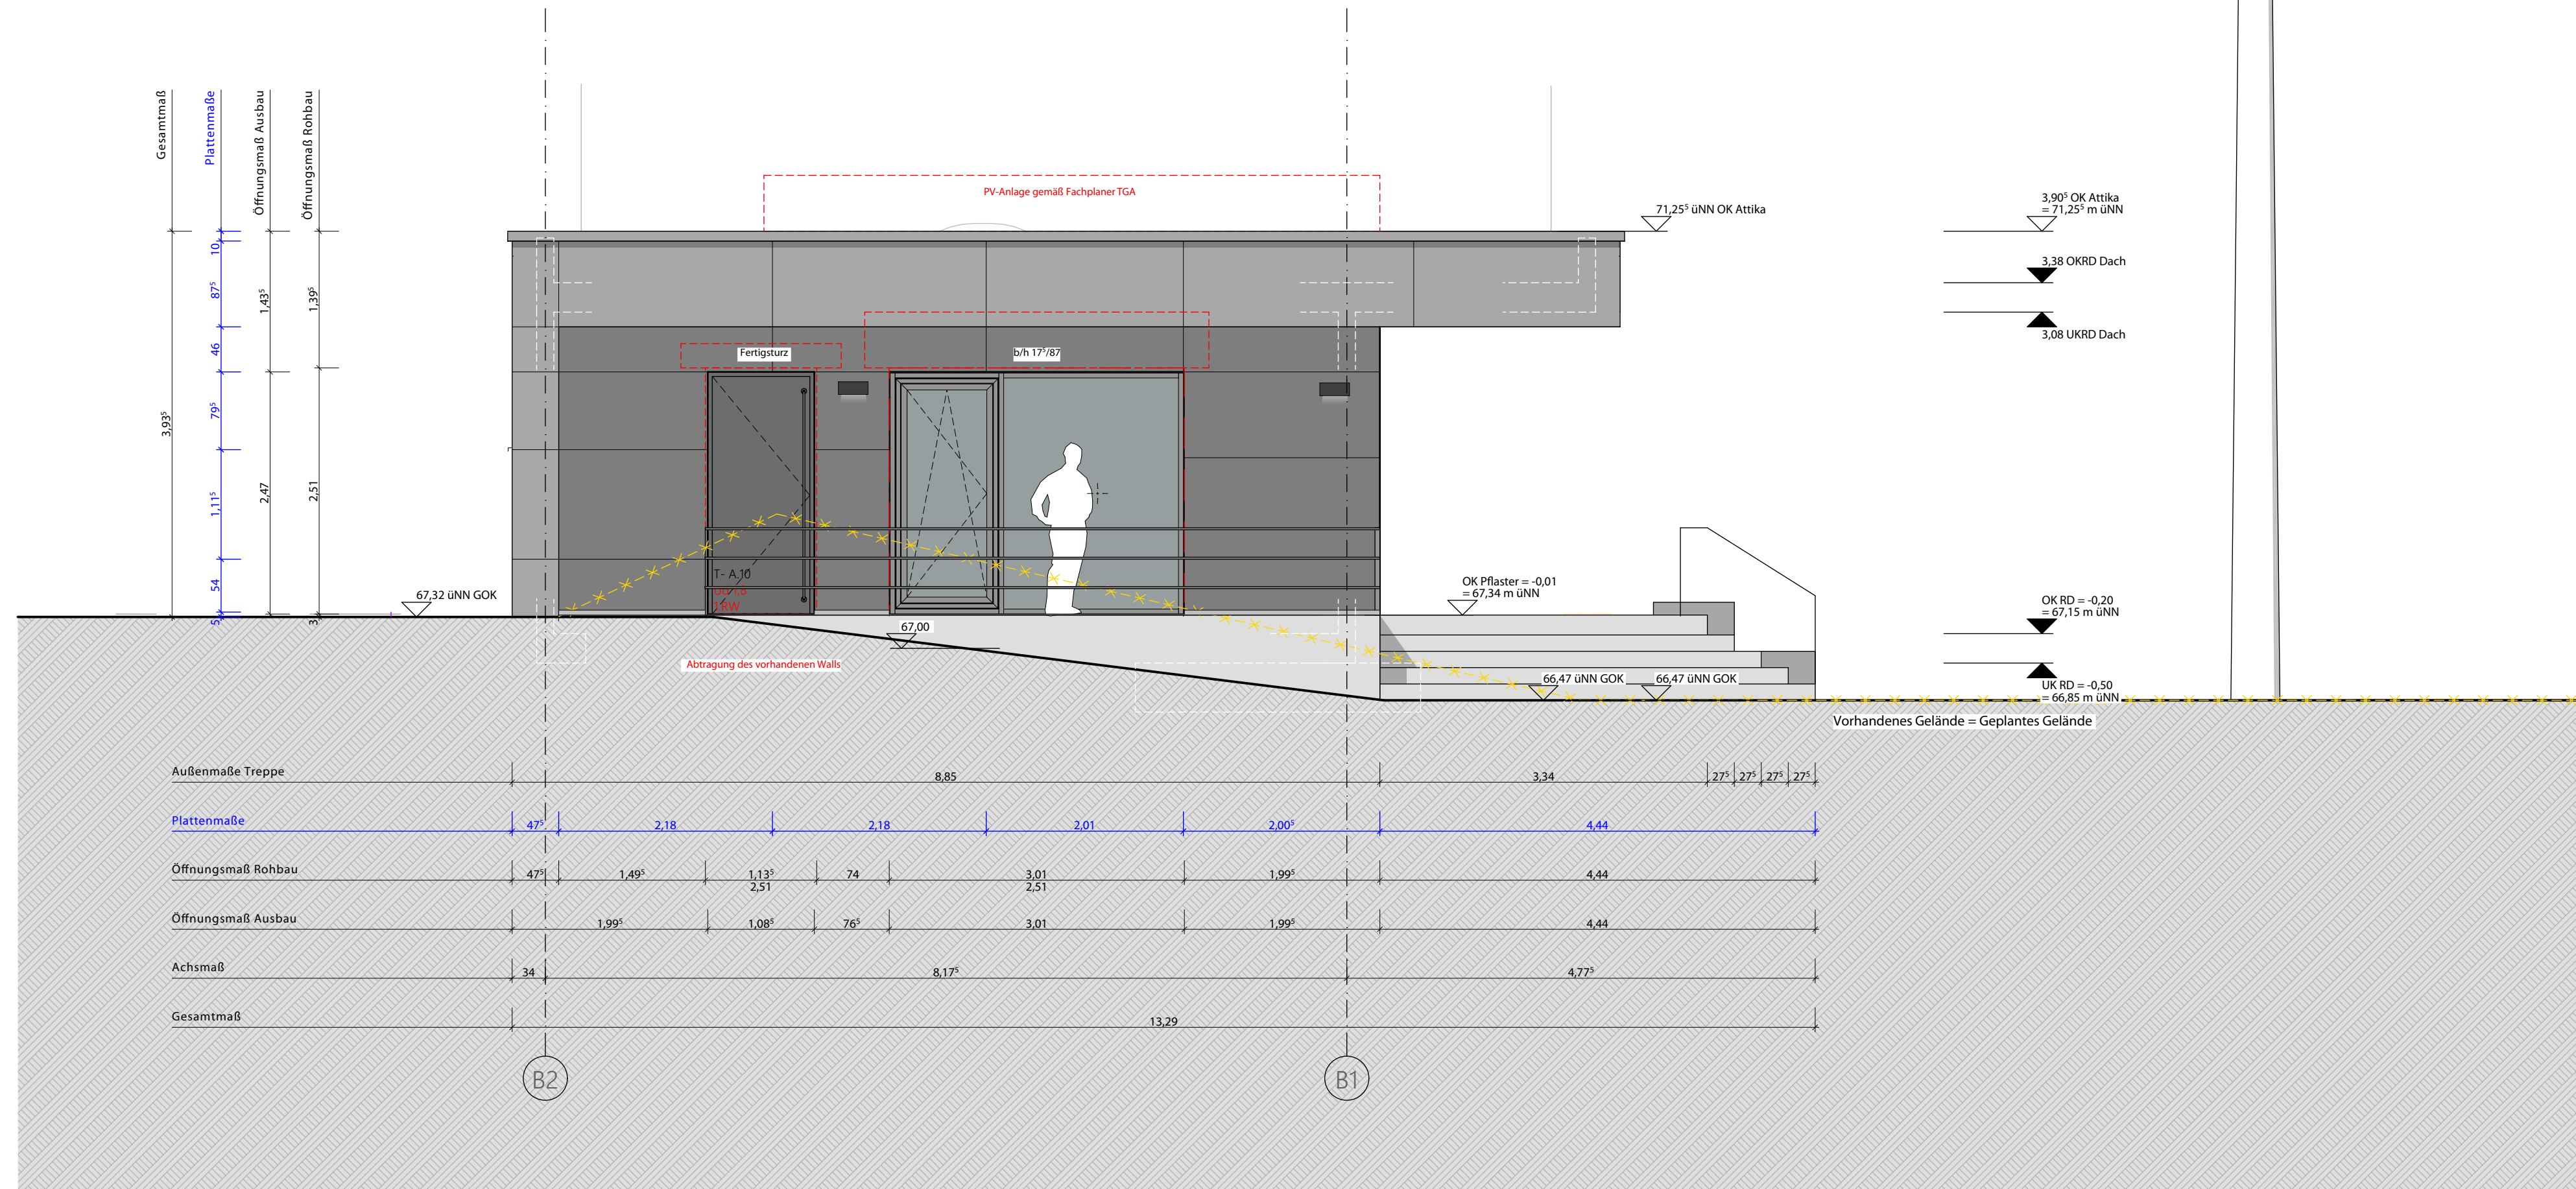 Gesamtmaß
Plattenmaße
Öffnungsmaß Ausbau
Öffnungsmaß Rohbau
3,93⁵
10
87⁵
46
79⁵
1,11⁵
54
5
1,43⁵
2,47
1,39⁵
2,51
3
PV-Anlage gemäß Fachplaner TGA
71,25⁵ üNN OK Attika
3,90⁵ OK Attika
= 71,25⁵ m üNN
3,38 OKRD Dach
3,08 UKRD Dach
Fertigsturz
b/h 17⁵/87
T- A.10
1RW
67,32 üNN GOK
67,00
Abtragung des vorhandenen Walls
OK Pflaster = -0,01
= 67,34 m üNN
66,47 üNN GOK
66,47 üNN GOK
OK RD = -0,20
= 67,15 m üNN
UK RD = -0,50
= 66,85 m üNN
Vorhandenes Gelände = Geplantes Gelände
Außenmaße Treppe
8,85
3,34
27⁵ 27⁵ 27⁵ 27⁵
Plattenmaße
47⁵
2,18
2,18
2,01
2,00⁵
4,44
Öffnungsmaß Rohbau
47⁵
1,49⁵
1,13⁵
2,51
74
3,01
2,51
1,99⁵
4,44
Öffnungsmaß Ausbau
1,99⁵
1,08⁵
76⁵
3,01
1,99⁵
4,44
Achsmaß
34
8,17⁵
4,77⁵
Gesamtmaß
13,29
B2
B1